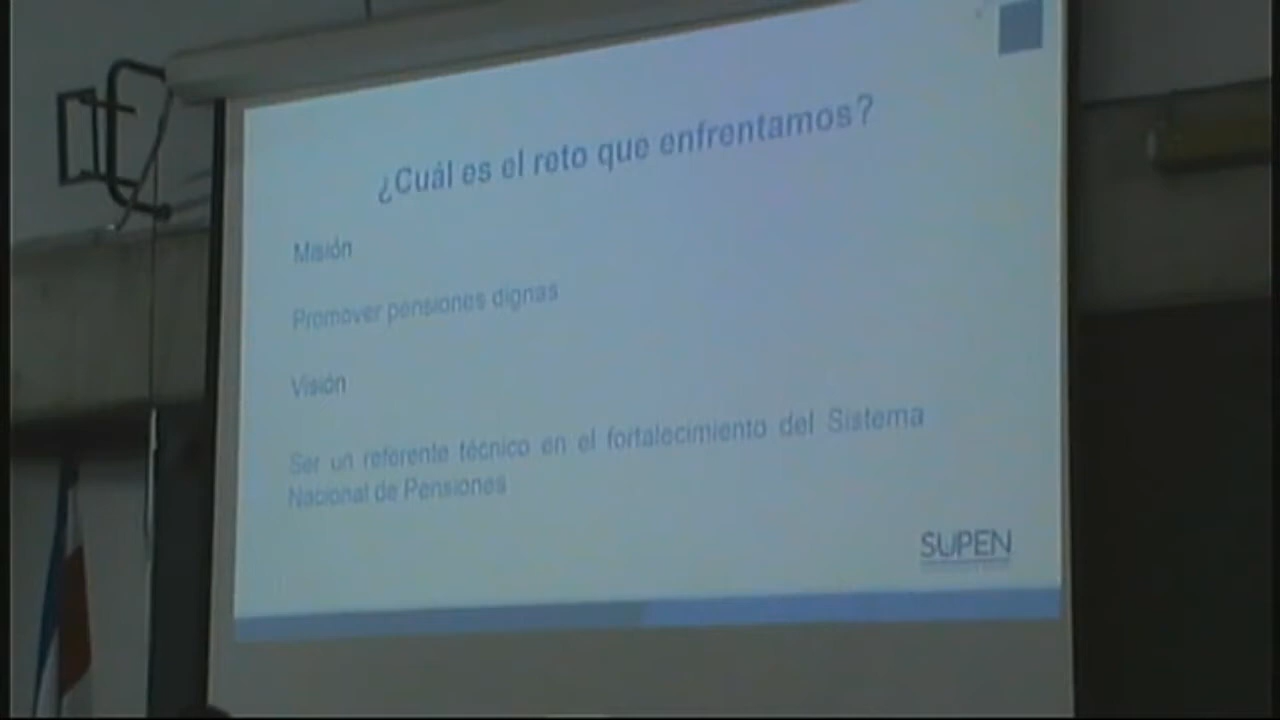 ¿Cuál es el reto que enfrentamos?
Misión
Promover pensiones dignas
Visión
Ser un referente técnico en el fortalecimiento del Sistema
Nacional de Pensiones
SUPEN